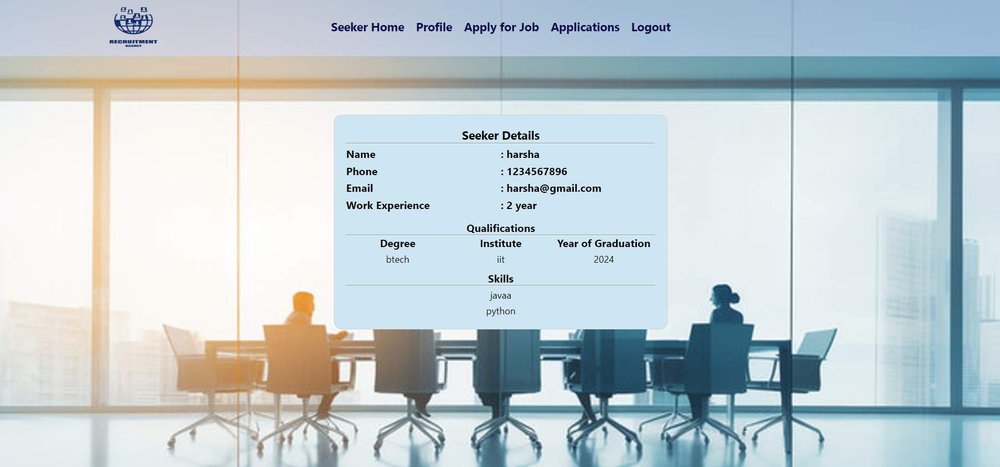 RECRUITMENT
AGENCY
Seeker Home Profile Apply for Job Applications Logout
Seeker Details
Name : harsha
Phone : 1234567896
Email : harsha@gmail.com
Work Experience : 2 year
Qualifications
Degree Institute Year of Graduation
btech iit 2024
Skills
javaa
python